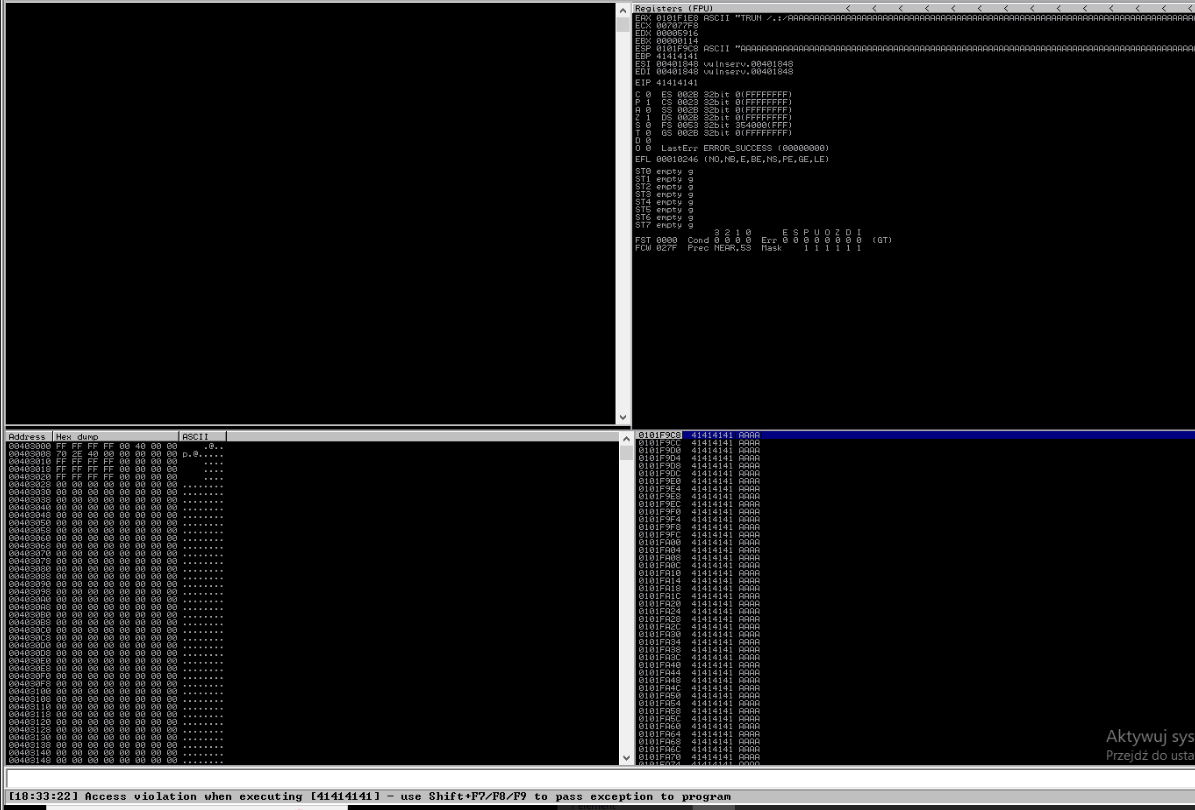 Registers (FPU) < < < < < < < < < < < < < <
EAX 0101F1E8 ASCII "TRUN /.:/AAAAAAAAAAAAAAAAAAAAAAAAAAAAAAAAAAAAAAAAAAAAAAAAAAAAAAAAAAAAA
ECX 007077F8
EDX 00005916
EBX 00000114
ESP 0101F9C8 ASCII "AAAAAAAAAAAAAAAAAAAAAAAAAAAAAAAAAAAAAAAAAAAAAAAAAAAAAAAAAAAAAAAAAAAAAA
EBP 41414141
ESI 00401848 vulnserv.00401848
EDI 00401848 vulnserv.00401848
EIP 41414141
C 0 ES 002B 32bit 0(FFFFFFFF)
P 1 CS 0023 32bit 0(FFFFFFFF)
A 0 SS 002B 32bit 0(FFFFFFFF)
Z 1 DS 002B 32bit 0(FFFFFFFF)
S 0 FS 0053 32bit 354000(FFF)
T 0 GS 002B 32bit 0(FFFFFFFF)
D 0
O 0 LastErr ERROR_SUCCESS (00000000)
EFL 00010246 (NO,NB,E,BE,NS,PE,GE,LE)
ST0 empty g
ST1 empty g
ST2 empty g
ST3 empty g
ST4 empty g
ST5 empty g
ST6 empty g
ST7 empty g
3 2 1 0 E S P U O Z D I
FST 0000 Cond 0 0 0 0 Err 0 0 0 0 0 0 0 0 (GT)
FCW 027F Prec NEAR,53 Mask 1 1 1 1 1 1
Address Hex dump ASCII
00403000 FF FF FF FF 00 40 00 00 .@..
00403008 70 2E 40 00 00 00 00 00 p.@.....
00403010 FF FF FF FF 00 00 00 00 ....
00403018 FF FF FF FF 00 00 00 00 ....
00403020 FF FF FF FF 00 00 00 00 ....
00403028 00 00 00 00 00 00 00 00 ........
00403030 00 00 00 00 00 00 00 00 ........
00403038 00 00 00 00 00 00 00 00 ........
00403040 00 00 00 00 00 00 00 00 ........
00403048 00 00 00 00 00 00 00 00 ........
00403050 00 00 00 00 00 00 00 00 ........
00403058 00 00 00 00 00 00 00 00 ........
00403060 00 00 00 00 00 00 00 00 ........
00403068 00 00 00 00 00 00 00 00 ........
00403070 00 00 00 00 00 00 00 00 ........
00403078 00 00 00 00 00 00 00 00 ........
00403080 00 00 00 00 00 00 00 00 ........
00403088 00 00 00 00 00 00 00 00 ........
00403090 00 00 00 00 00 00 00 00 ........
00403098 00 00 00 00 00 00 00 00 ........
004030A0 00 00 00 00 00 00 00 00 ........
004030A8 00 00 00 00 00 00 00 00 ........
004030B0 00 00 00 00 00 00 00 00 ........
004030B8 00 00 00 00 00 00 00 00 ........
004030C0 00 00 00 00 00 00 00 00 ........
004030C8 00 00 00 00 00 00 00 00 ........
004030D0 00 00 00 00 00 00 00 00 ........
004030D8 00 00 00 00 00 00 00 00 ........
004030E0 00 00 00 00 00 00 00 00 ........
004030E8 00 00 00 00 00 00 00 00 ........
004030F0 00 00 00 00 00 00 00 00 ........
004030F8 00 00 00 00 00 00 00 00 ........
00403100 00 00 00 00 00 00 00 00 ........
00403108 00 00 00 00 00 00 00 00 ........
00403110 00 00 00 00 00 00 00 00 ........
00403118 00 00 00 00 00 00 00 00 ........
00403120 00 00 00 00 00 00 00 00 ........
00403128 00 00 00 00 00 00 00 00 ........
00403130 00 00 00 00 00 00 00 00 ........
00403138 00 00 00 00 00 00 00 00 ........
00403140 00 00 00 00 00 00 00 00 ........
00403148 00 00 00 00 00 00 00 00 ........
0101F9C8 41414141 AAAA
0101F9CC 41414141 AAAA
0101F9D0 41414141 AAAA
0101F9D4 41414141 AAAA
0101F9D8 41414141 AAAA
0101F9DC 41414141 AAAA
0101F9E0 41414141 AAAA
0101F9E4 41414141 AAAA
0101F9E8 41414141 AAAA
0101F9EC 41414141 AAAA
0101F9F0 41414141 AAAA
0101F9F4 41414141 AAAA
0101F9F8 41414141 AAAA
0101F9FC 41414141 AAAA
0101FA00 41414141 AAAA
0101FA04 41414141 AAAA
0101FA08 41414141 AAAA
0101FA0C 41414141 AAAA
0101FA10 41414141 AAAA
0101FA14 41414141 AAAA
0101FA18 41414141 AAAA
0101FA1C 41414141 AAAA
0101FA20 41414141 AAAA
0101FA24 41414141 AAAA
0101FA28 41414141 AAAA
0101FA2C 41414141 AAAA
0101FA30 41414141 AAAA
0101FA34 41414141 AAAA
0101FA38 41414141 AAAA
0101FA3C 41414141 AAAA
0101FA40 41414141 AAAA
0101FA44 41414141 AAAA
0101FA48 41414141 AAAA
0101FA4C 41414141 AAAA
0101FA50 41414141 AAAA
0101FA54 41414141 AAAA
0101FA58 41414141 AAAA
0101FA5C 41414141 AAAA
0101FA60 41414141 AAAA
0101FA64 41414141 AAAA
0101FA68 41414141 AAAA
0101FA6C 41414141 AAAA
0101FA70 41414141 AAAA
0101FA74 41414141 AAAA
Aktywuj sys
Przejdź do usta
[18:33:22] Access violation when executing [41414141] - use Shift+F7/F8/F9 to pass exception to program